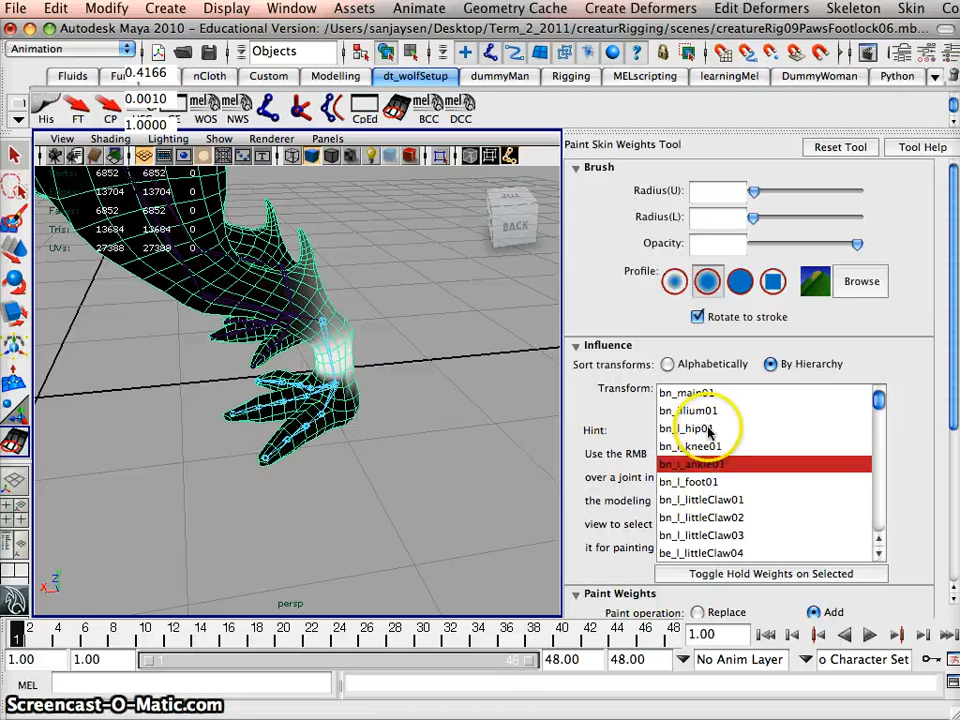 File Edit Modify Create Display Window Assets Animate Geometry Cache Create Deformers Edit Deformers Skeleton Skin Co
Autodesk Maya 2010 - Educational Version: /Users/sanjaysen/Desktop/Term_2_2011/creaturRigging/scenes/creatureRig09PawsFootlock06.mb...
Animation Objects
Fluids Fu nCloth Custom Modelling dt_wolfSetup dummyMan Rigging MELscripting learningMel DummyWoman Python
0.4166
0.0010
1.0000
His FT CP WOS NWS CpEd BCC DCC
View Shading Lighting Show Renderer Panels
6852 6852 0
13704 13704 0
6852 6852 0
Tris: 13684 13684 0
UVs: 27388 27388 0
BACK
persp
Paint Skin Weights Tool Reset Tool Tool Help
Brush
Radius(U):
Radius(L):
Opacity:
Profile: Browse
Rotate to stroke
Influence
Sort transforms: Alphabetically By Hierarchy
Transform:
bn_main01
bn_ilium01
bn_l_hip01
bn_l_knee01
bn_l_ankle01
bn_l_foot01
bn_l_littleClaw01
bn_l_littleClaw02
bn_l_littleClaw03
be_l_littleClaw04
Hint:
Use the RMB
over a joint in
the modeling
view to select
it for painting
Toggle Hold Weights on Selected
Paint Weights
Paint operation: Replace Add
2 4 6 8 10 12 14 16 18 20 22 24 26 28 30 32 34 36 38 40 42 44 46 48 1.00
1
1.00 1.00 1 46 48.00 48.00 No Anim Layer o Character Set
MEL
Screencast-O-Matic.com